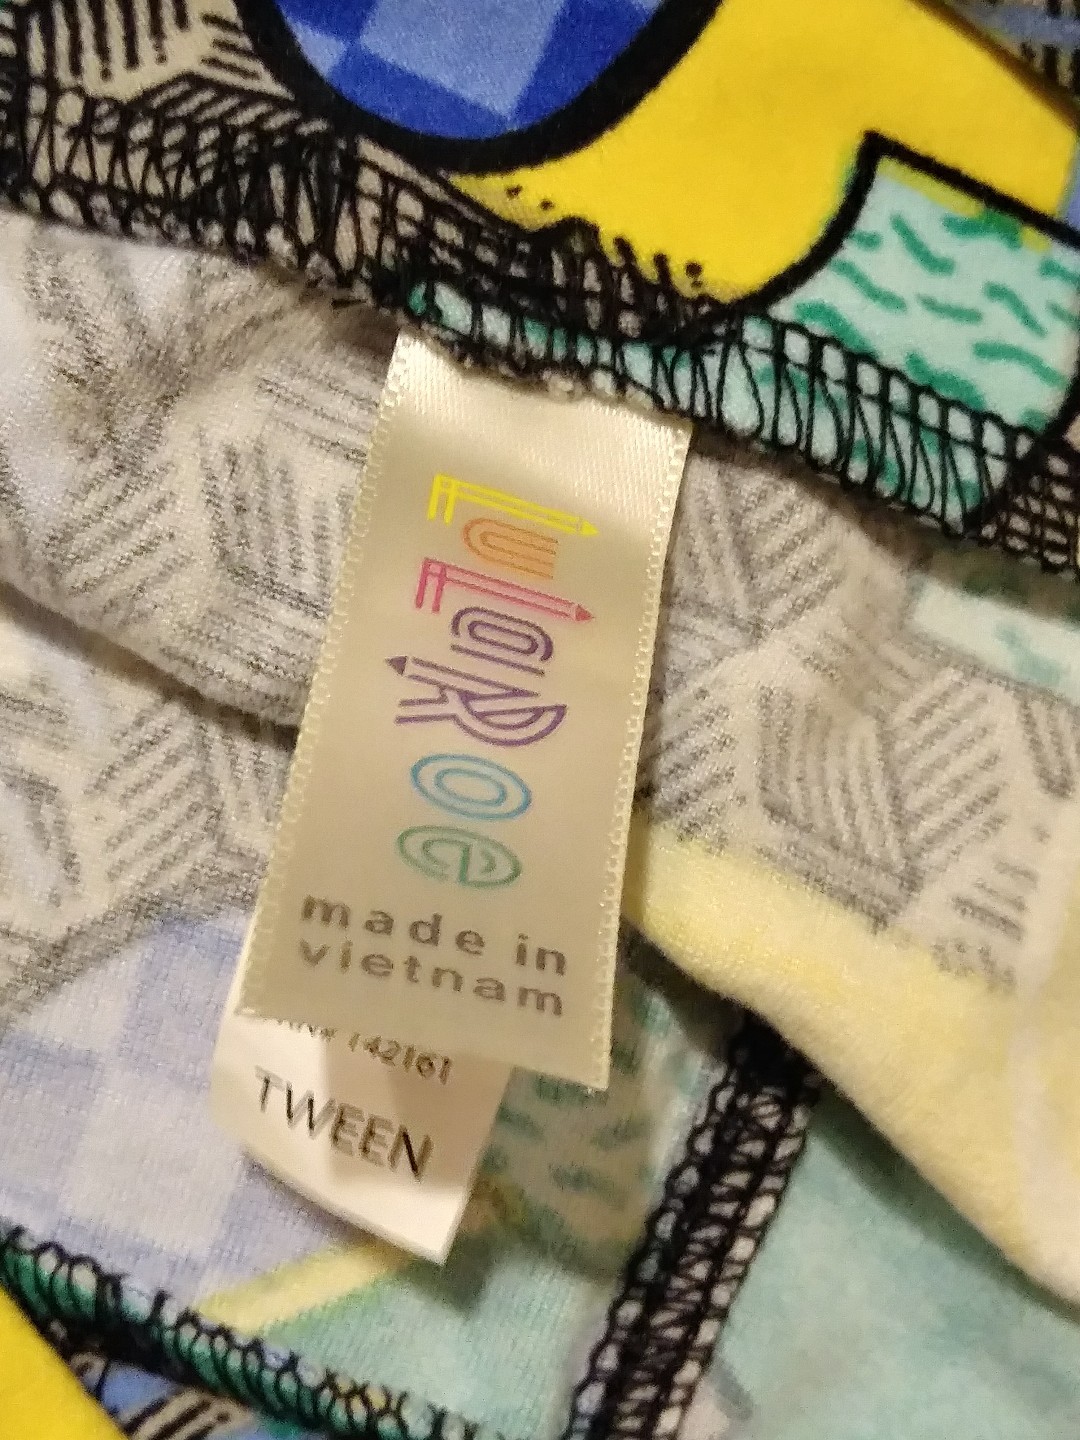 LuLaRoe
made in
vietnam
142161
TWEEN